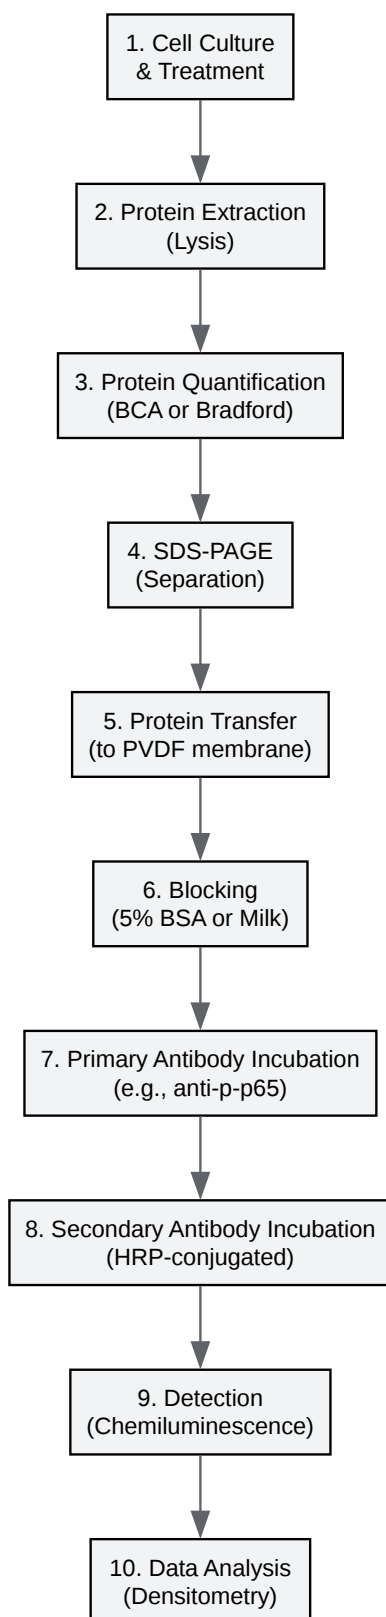 1. Cell Culture
& Treatment
2. Protein Extraction
(Lysis)
3. Protein Quantification
(BCA or Bradford)
4. SDS-PAGE
(Separation)
5. Protein Transfer
(to PVDF membrane)
6. Blocking
(5% BSA or Milk)
7. Primary Antibody Incubation
(e.g., anti-p-p65)
8. Secondary Antibody Incubation
(HRP-conjugated)
9. Detection
(Chemiluminescence)
10. Data Analysis
(Densitometry)